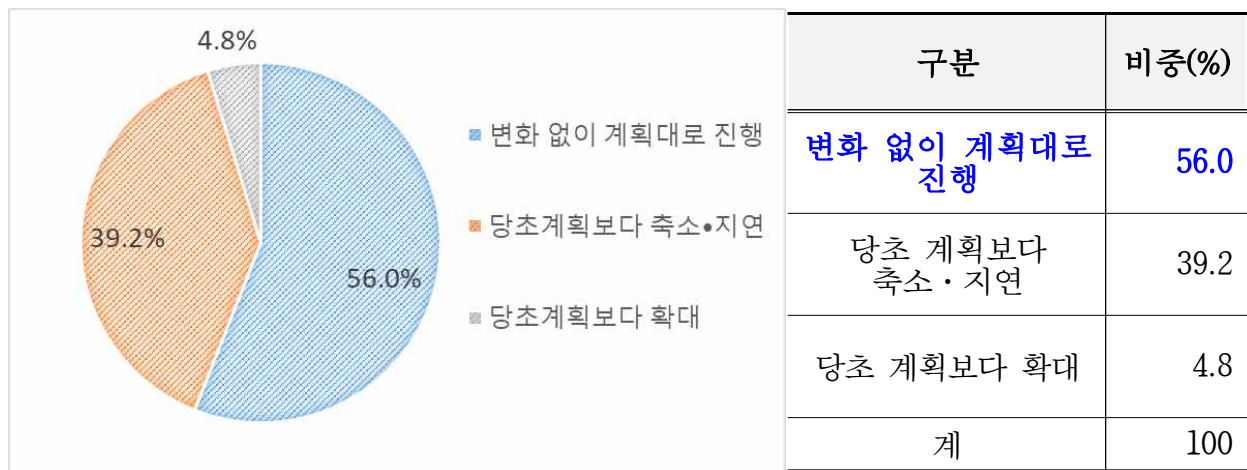 4.8%
39.2%
56.0%
변화 없이 계획대로 진행
당초계획보다 축소•지연
당초계획보다 확대
구분 비중(%)
변화 없이 계획대로
진행 56.0
당초 계획보다
축소・지연 39.2
당초 계획보다 확대 4.8
계 100